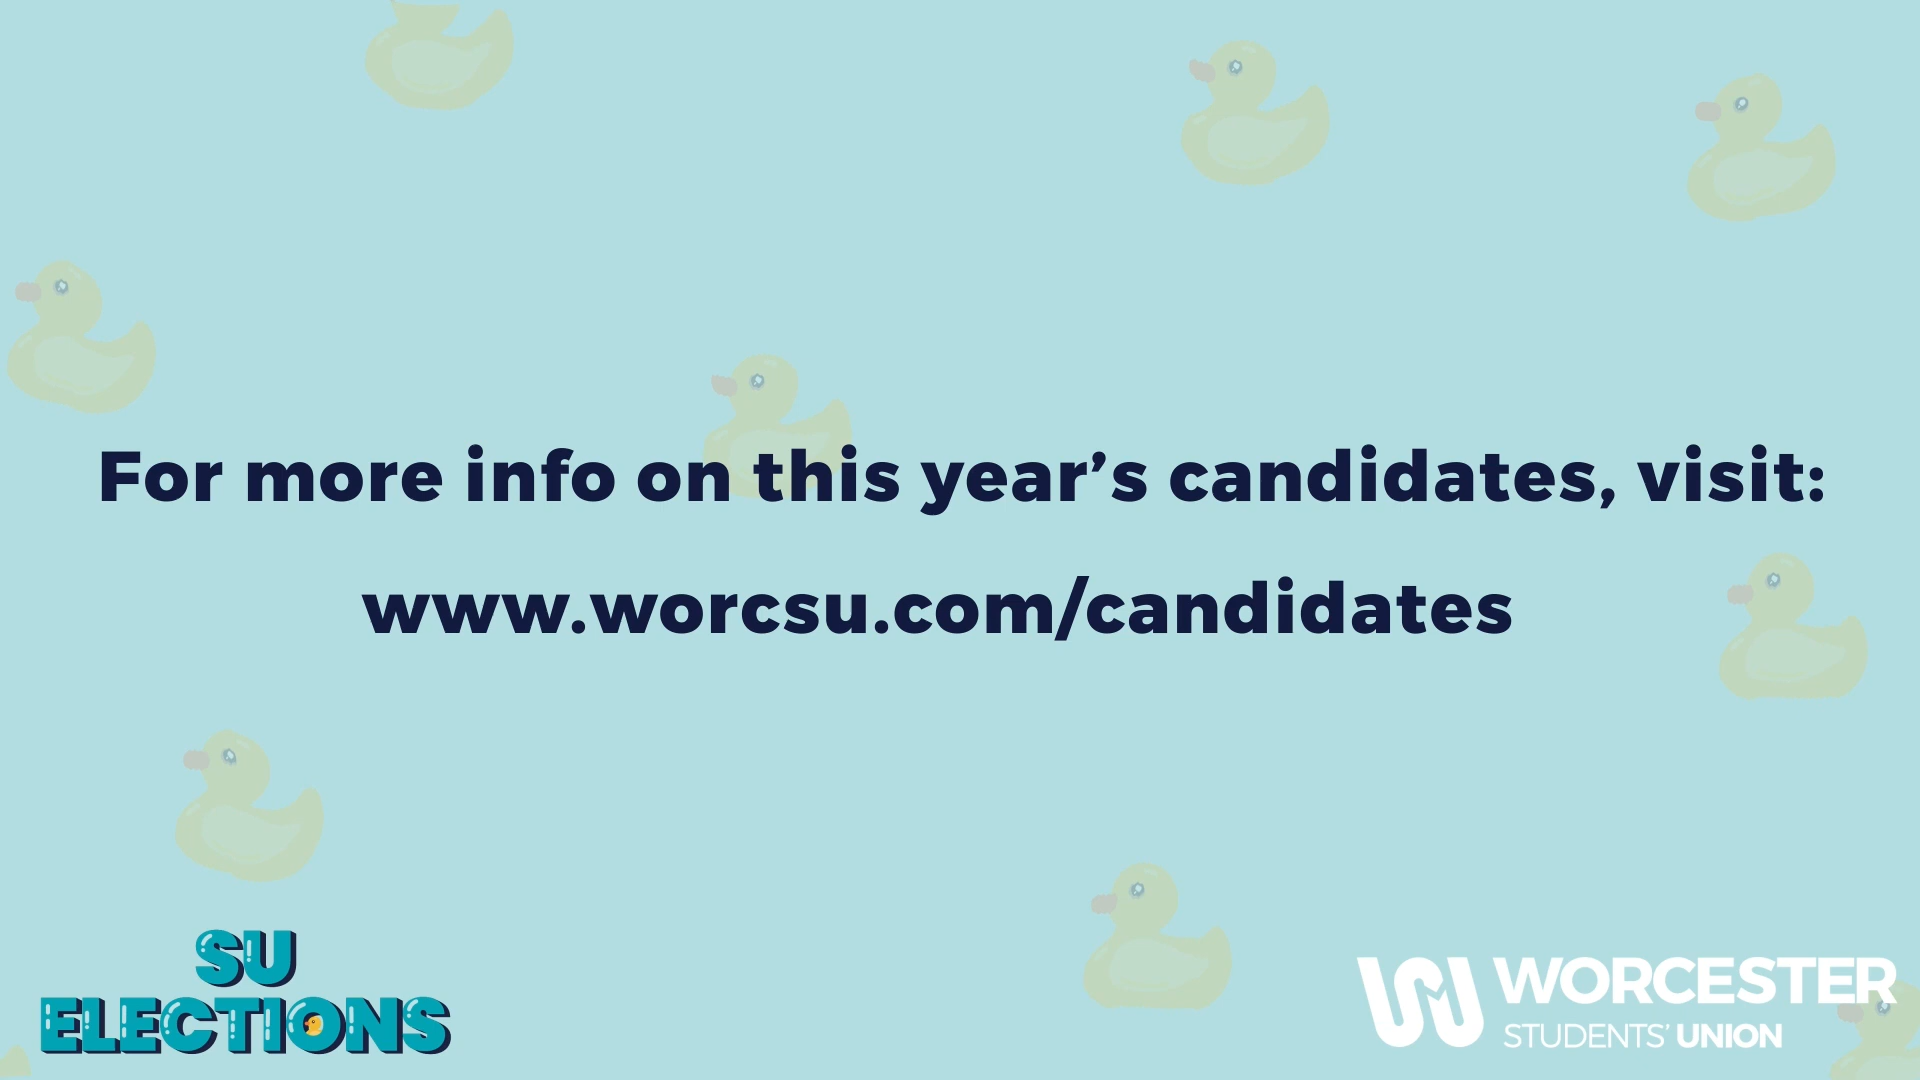 For more info on this year’s candidates, visit:
www.worcsu.com/candidates
SU
ELECTIONS
WORCESTER
STUDENTS’ UNION